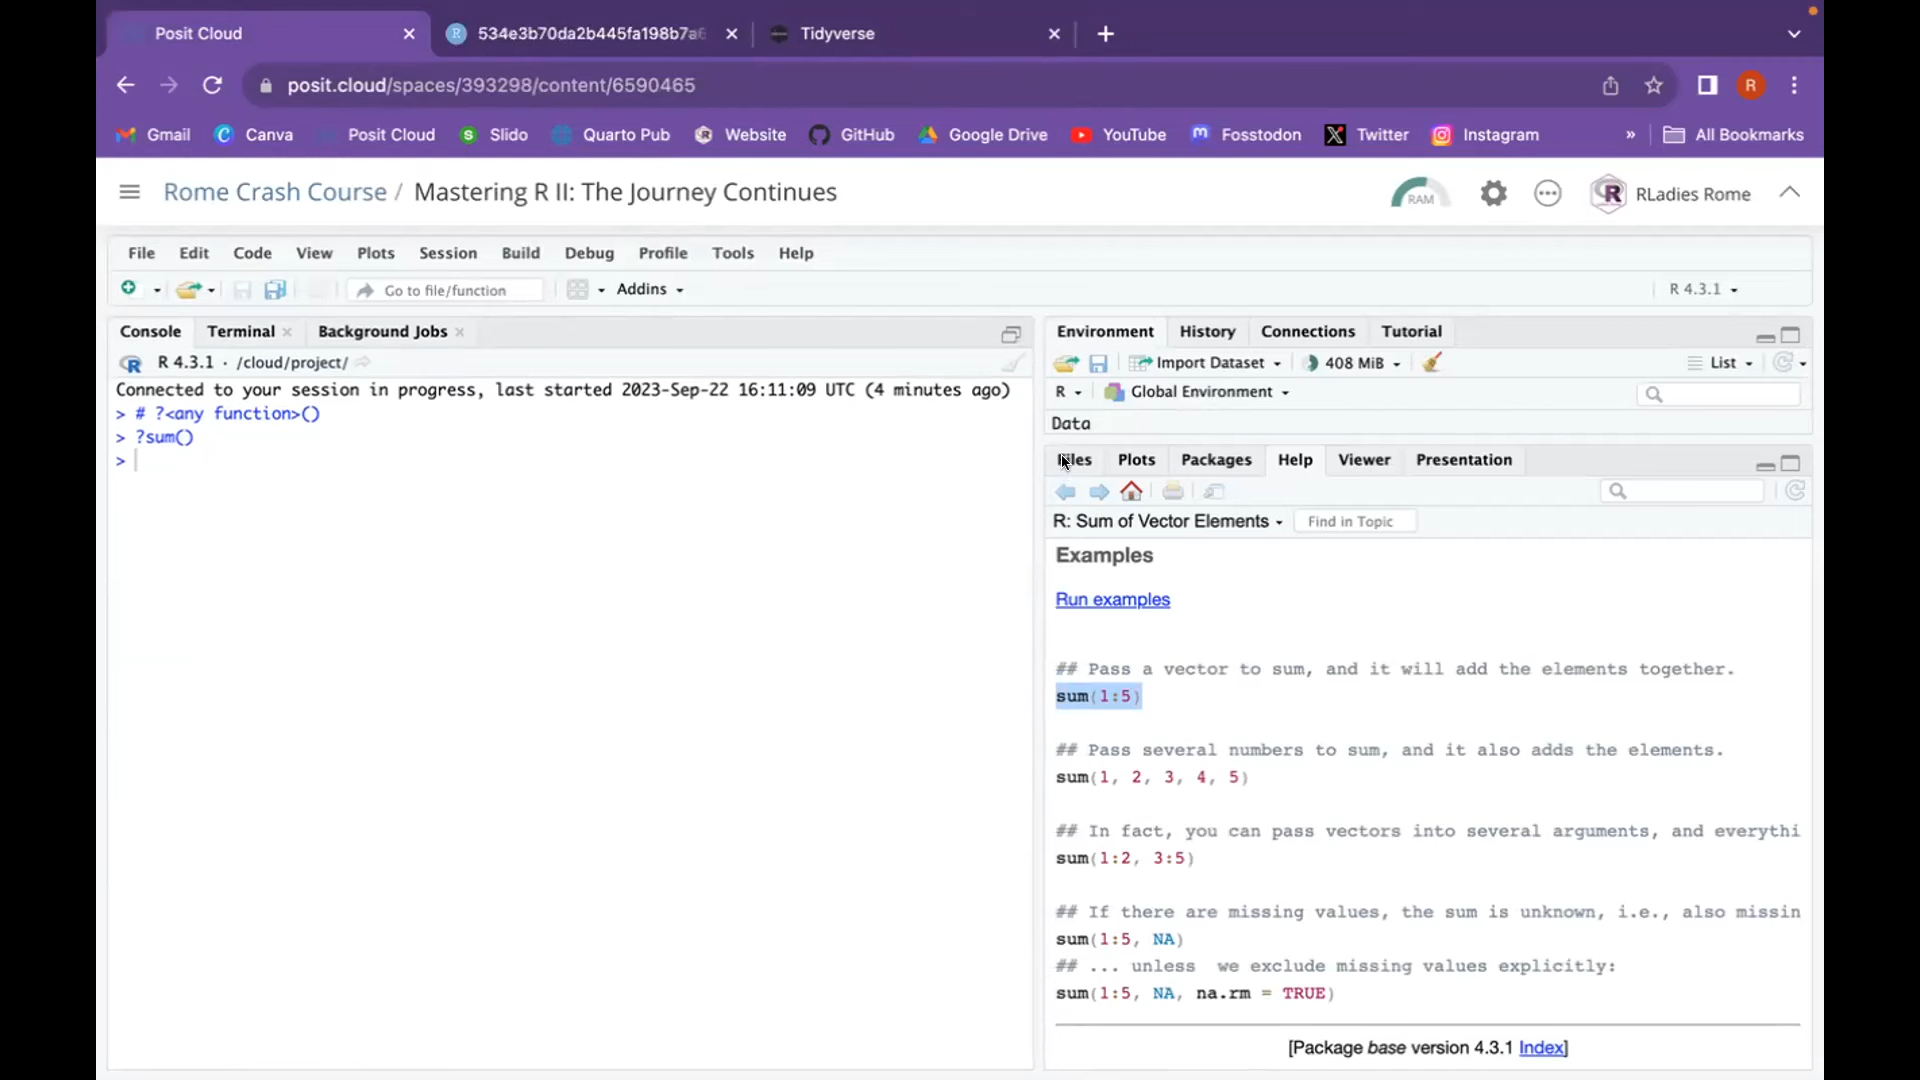 Posit Cloud
534e3b70da2b445fa198b7a6
Tidyverse
posit.cloud/spaces/393298/content/6590465
R
Gmail
Canva
Posit Cloud
Slido
Quarto Pub
Website
GitHub
Google Drive
YouTube
Fosstodon
Twitter
Instagram
»
All Bookmarks
Rome Crash Course / Mastering R II: The Journey Continues
RAM
RLadies Rome
File Edit Code View Plots Session Build Debug Profile Tools Help
Go to file/function
Addins
R 4.3.1
Console Terminal Background Jobs
R 4.3.1 · /cloud/project/
Connected to your session in progress, last started 2023-Sep-22 16:11:09 UTC (4 minutes ago)
> # ?<any function>()
> ?sum()
>
Environment History Connections Tutorial
Import Dataset 408 MiB List
R Global Environment
Data
Files Plots Packages Help Viewer Presentation
R: Sum of Vector Elements Find in Topic
Examples
Run examples
## Pass a vector to sum, and it will add the elements together.
sum(1:5)
## Pass several numbers to sum, and it also adds the elements.
sum(1, 2, 3, 4, 5)
## In fact, you can pass vectors into several arguments, and everythi
sum(1:2, 3:5)
## If there are missing values, the sum is unknown, i.e., also missin
sum(1:5, NA)
## ... unless we exclude missing values explicitly:
sum(1:5, NA, na.rm = TRUE)
[Package base version 4.3.1 Index]